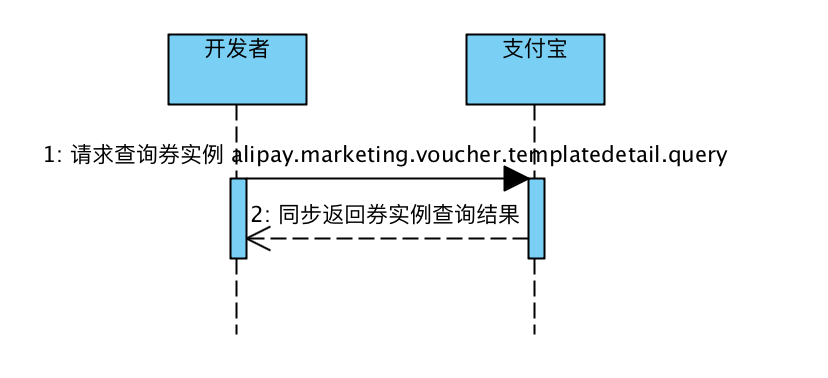 开发者
支付宝
1: 请求查询券实例 alipay.marketing.voucher.templatedetail.query
2: 同步返回券实例查询结果